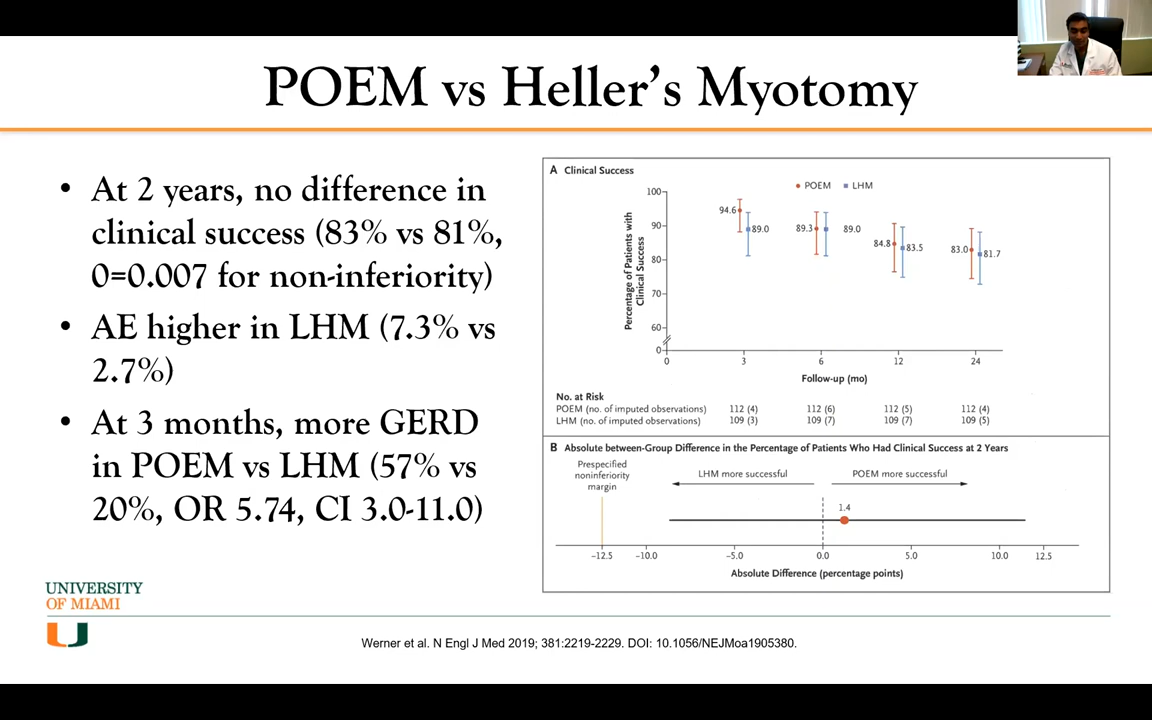 POEM vs Heller's Myotomy
• At 2 years, no difference in
clinical success (83% vs 81%,
0=0.007 for non-inferiority)
• AE higher in LHM (7.3% vs
2.7%)
• At 3 months, more GERD
in POEM vs LHM (57% vs
20%, OR 5.74, CI 3.0-11.0)
A Clinical Success
POEM LHM
Percentage of Patients with
Clinical Success
100
90
80
70
60
0
94.6
89.0
89.3
89.0
84.8
83.5
83.0
81.7
0 3 6 12 24
Follow-up (mo)
No. at Risk
POEM (no. of imputed observations) 112 (4) 112 (6) 112 (5) 112 (4)
LHM (no. of imputed observations) 109 (3) 109 (7) 109 (7) 109 (5)
B Absolute between-Group Difference in the Percentage of Patients Who Had Clinical Success at 2 Years
Prespecified
noninferiority
margin
LHM more successful POEM more successful
1.4
−12.5 −10.0 −5.0 0.0 5.0 10.0 12.5
Absolute Difference (percentage points)
UNIVERSITY
OF MIAMI
Werner et al. N Engl J Med 2019; 381:2219-2229. DOI: 10.1056/NEJMoa1905380.